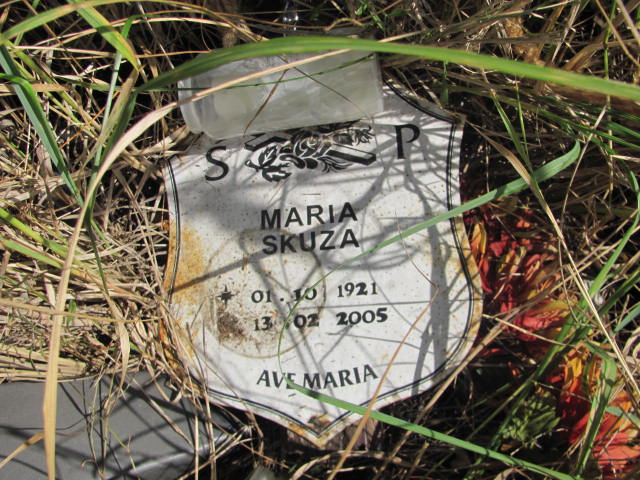 S P
MARIA
SKUZA
01 . 10 1921
13 02 2005
AVE MARIA